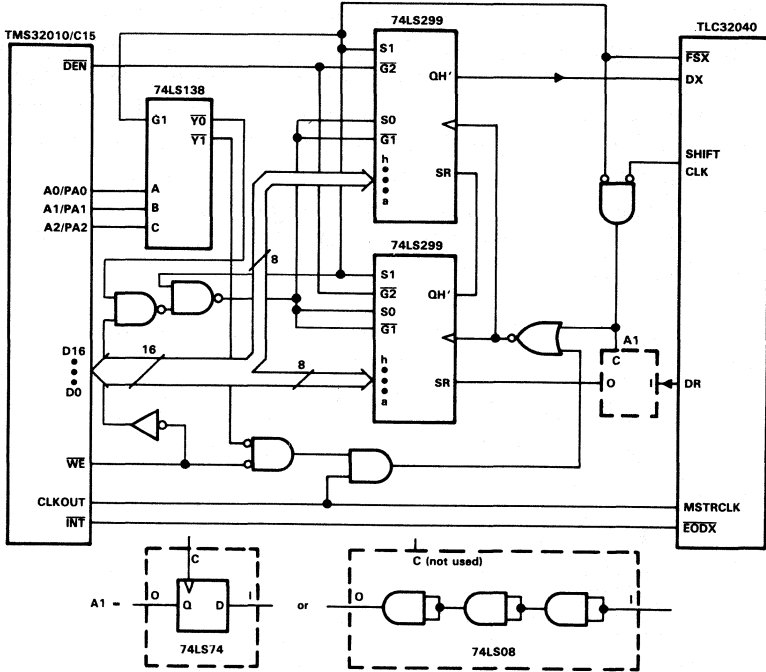 TMS32010/C15
DEN
74LS138
G1
Y0
Y1
A0/PA0
A
A1/PA1
B
A2/PA2
C
D16
D0
WE
CLKOUT
INT
16
8
8
74LS299
S1
G2
QH'
S0
G1
h
a
SR
74LS299
S1
G2
QH'
S0
G1
h
a
SR
TLC32040
FSX
DX
SHIFT
CLK
A1
C
O
I
DR
MSTRCLK
EODX
A1 =
C
O
I
Q
D
74LS74
or
C (not used)
O
I
74LS08